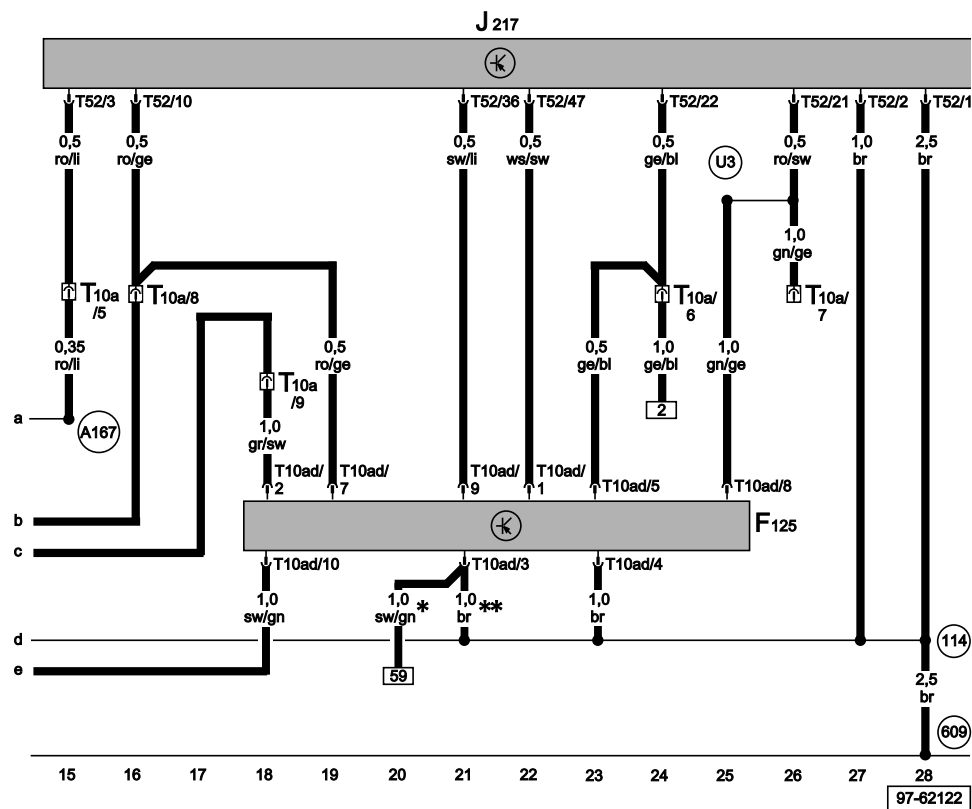 J 217
T52/3 T52/10 T52/36 T52/47 T52/22 T52/21 T52/2 T52/1
0,5 0,5 0,5 0,5 0,5 0,5 1,0 2,5
ro/li ro/ge sw/li ws/sw ge/bl ro/sw br br
U3
1,0
gn/ge
T10a T10a/8 T10a/ T10a/
/5 6 7
0,35 0,5 0,5 1,0 1,0
ro/li ro/ge ge/bl ge/bl gn/ge
T10a
/9
2
a
A167
1,0
gr/sw
T10ad/ T10ad/ T10ad/ T10ad/ T10ad/5 T10ad/8
2 7 9 1
b
F125
c
T10ad/10 T10ad/3 T10ad/4
1,0 1,0 * 1,0 ** 1,0
sw/gn sw/gn br br
d
114
e
59
2,5
br
609
15 16 17 18 19 20 21 22 23 24 25 26 27 28
97-62122